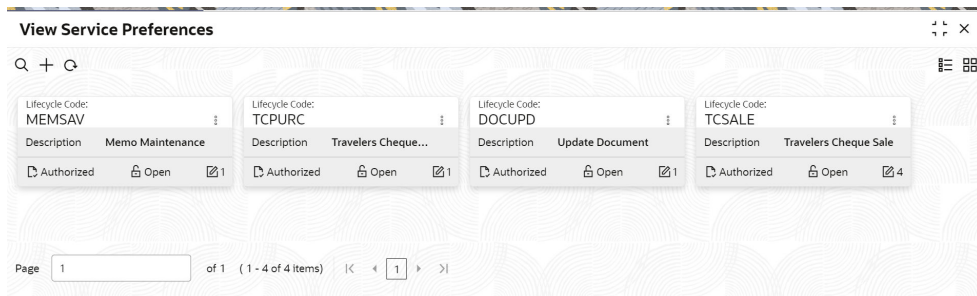 View Service Preferences
Lifecycle Code: Lifecycle Code: Lifecycle Code: Lifecycle Code:
MEMSAV TCPURC DOCUPD TCSALE
Description Memo Maintenance Description Travelers Cheque... Description Update Document Description Travelers Cheque Sale
Authorized Open 1 Authorized Open 1 Authorized Open 1 Authorized Open 4
Page 1 of 1 ( 1 - 4 of 4 items) 1